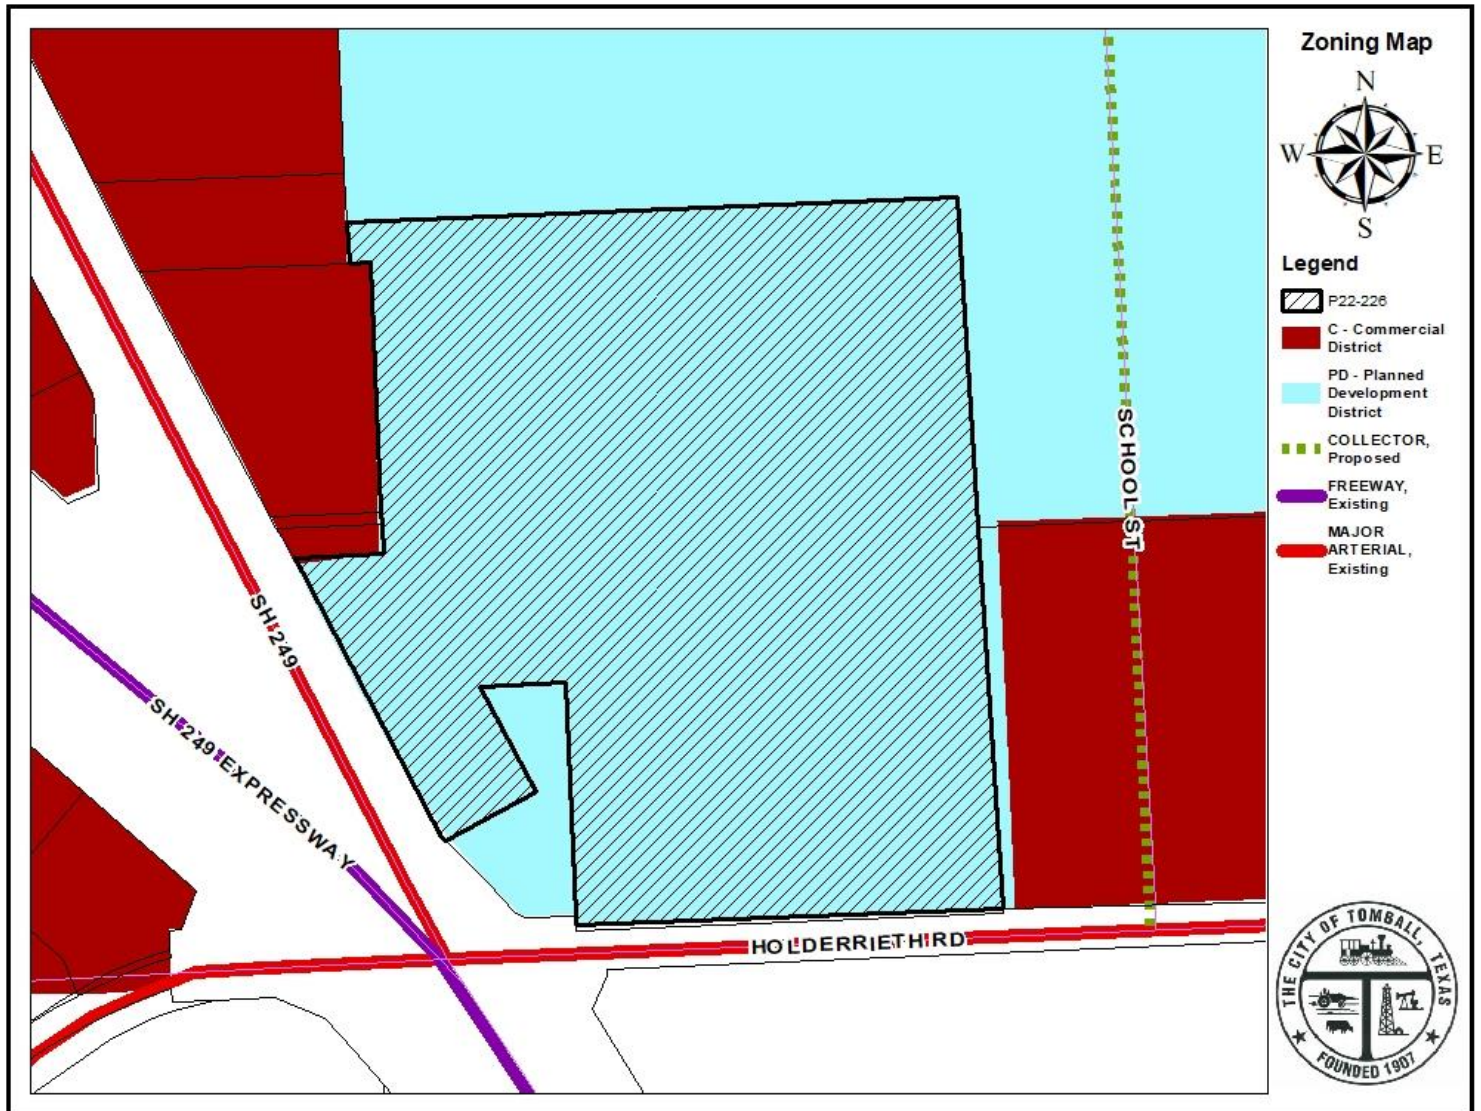 Zoning Map
N
W E
S
Legend
P22-226
C - Commercial
District
PD - Planned
Development
District
COLLECTOR,
Proposed
FREEWAY,
Existing
MAJOR
ARTERIAL,
Existing
SCHOOL ST
SH 249
SH 249 EXPRESSWAY
HOLDERRIETH RD
THE CITY OF TOMBALL, TEXAS
FOUNDED 1907